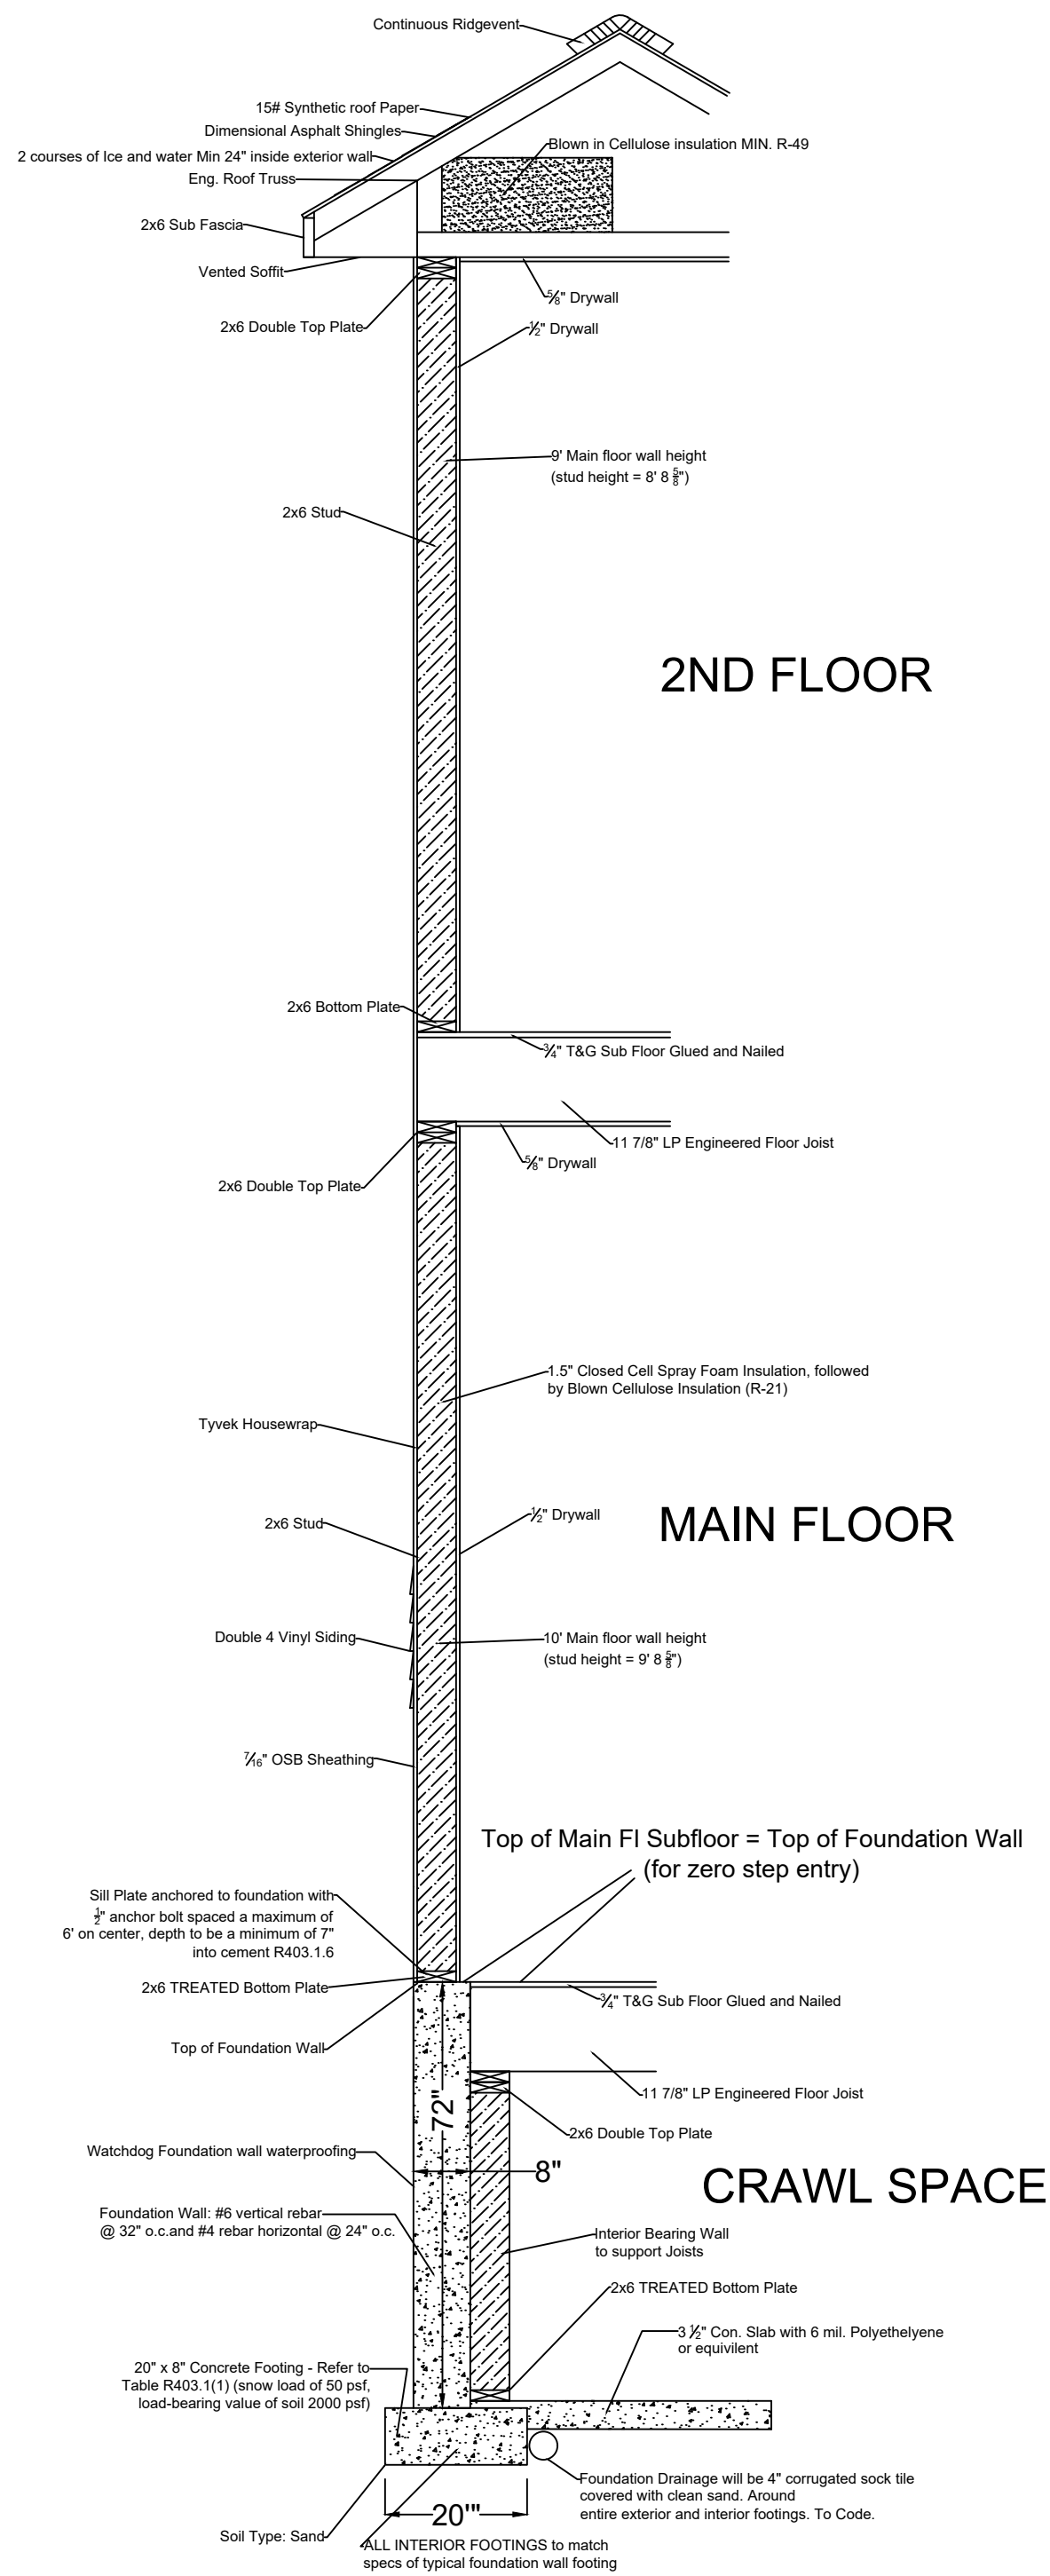 Continuous Ridgevent
15# Synthetic roof Paper
Dimensional Asphalt Shingles
2 courses of Ice and water Min 24" inside exterior wall
Blown in Cellulose insulation MIN. R-49
Eng. Roof Truss
2x6 Sub Fascia
Vented Soffit
⅝" Drywall
2x6 Double Top Plate
½" Drywall
9' Main floor wall height
(stud height = 8' 8 ⅝")
2x6 Stud
2ND FLOOR
2x6 Bottom Plate
¾" T&G Sub Floor Glued and Nailed
11 7/8" LP Engineered Floor Joist
⅝" Drywall
2x6 Double Top Plate
1.5" Closed Cell Spray Foam Insulation, followed
by Blown Cellulose Insulation (R-21)
Tyvek Housewrap
½" Drywall
MAIN FLOOR
2x6 Stud
Double 4 Vinyl Siding
10' Main floor wall height
(stud height = 9' 8 ⅝")
7/16" OSB Sheathing
Top of Main Fl Subfloor = Top of Foundation Wall
(for zero step entry)
Sill Plate anchored to foundation with
½" anchor bolt spaced a maximum of
6' on center, depth to be a minimum of 7"
into cement R403.1.6
2x6 TREATED Bottom Plate
¾" T&G Sub Floor Glued and Nailed
Top of Foundation Wall
11 7/8" LP Engineered Floor Joist
72"
2x6 Double Top Plate
Watchdog Foundation wall waterproofing
8"
CRAWL SPACE
Foundation Wall: #6 vertical rebar
@ 32" o.c.and #4 rebar horizontal @ 24" o.c.
Interior Bearing Wall
to support Joists
2x6 TREATED Bottom Plate
3 ½" Con. Slab with 6 mil. Polyethelyene
or equivilent
20" x 8" Concrete Footing - Refer to
Table R403.1(1) (snow load of 50 psf,
load-bearing value of soil 2000 psf)
Foundation Drainage will be 4" corrugated sock tile
covered with clean sand. Around
entire exterior and interior footings. To Code.
20'"
Soil Type: Sand
ALL INTERIOR FOOTINGS to match
specs of typical foundation wall footing